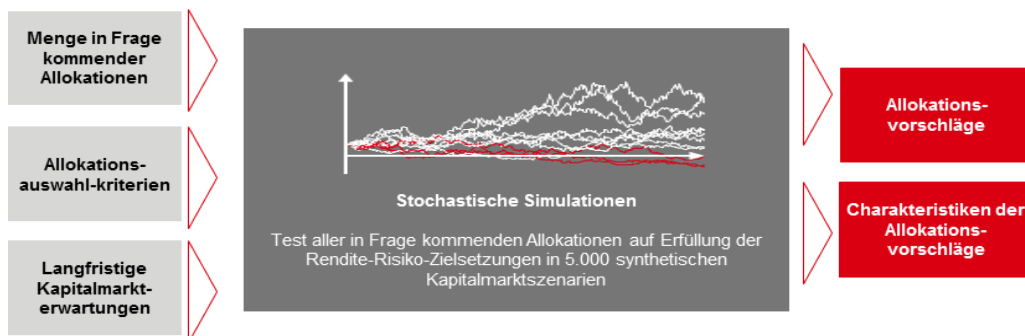 Menge in Frage
kommender
Allokationen
Allokations-
auswahl-kriterien
Langfristige
Kapitalmarkt-
erwartungen
Stochastische Simulationen
Test aller in Frage kommenden Allokationen auf Erfüllung der
Rendite-Risiko-Zielsetzungen in 5.000 synthetischen
Kapitalmarktszenarien
Allokations-
vorschläge
Charakteristiken der
Allokations-
vorschläge